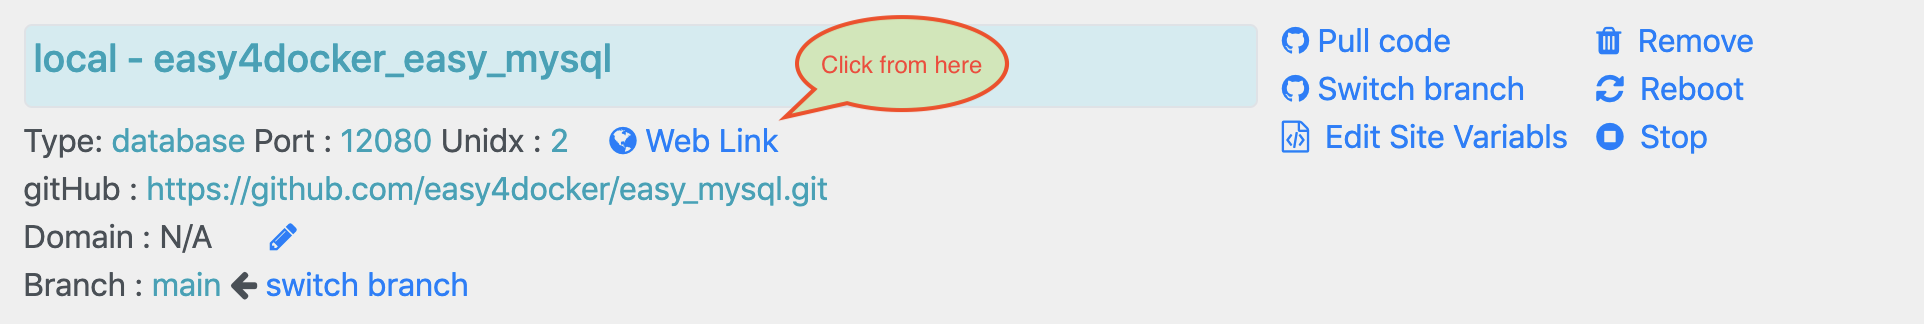 local - easy4docker_easy_mysql
Click from here
Type: database Port : 12080 Unidx : 2 Web Link
gitHub : https://github.com/easy4docker/easy_mysql.git
Domain : N/A
Branch : main switch branch
Pull code
Remove
Switch branch
Reboot
Edit Site Variabls
Stop